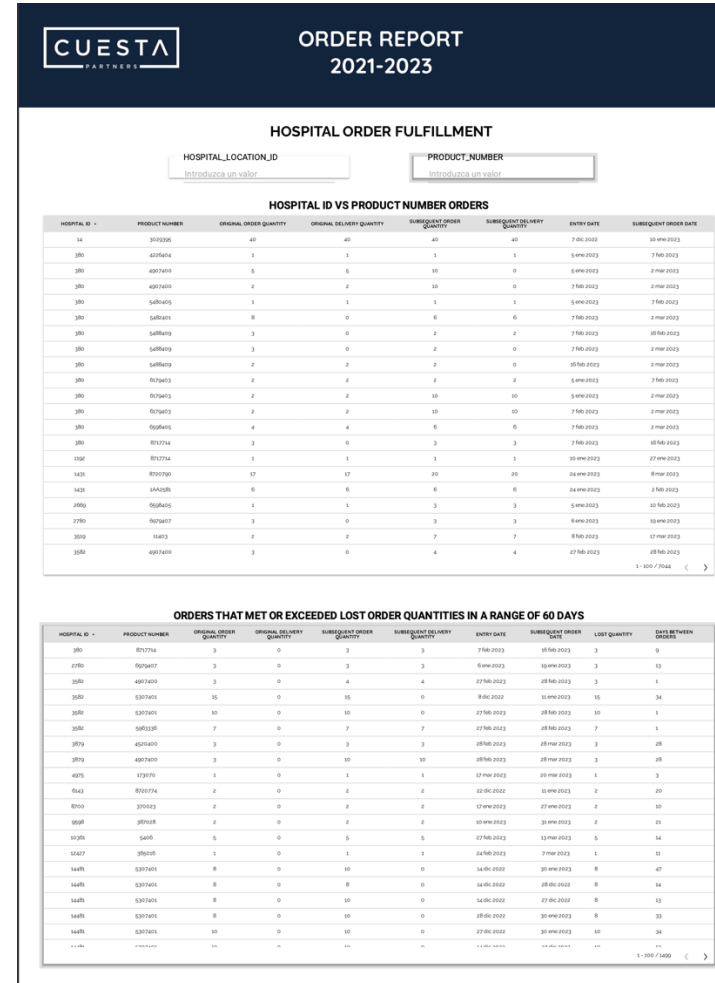 CUESTA
PARTNERS
ORDER REPORT
2021-2023
HOSPITAL ORDER FULFILLMENT
HOSPITAL_LOCATION_ID PRODUCT_NUMBER
Introduzca un valor Introduzca un valor
HOSPITAL ID VS PRODUCT NUMBER ORDERS
HOSPITAL ID PRODUCT NUMBER ORIGINAL ORDER QUANTITY ORIGINAL DELIVERY QUANTITY SUBSEQUENT ORDER QUANTITY SUBSEQUENT DELIVERY QUANTITY ENTRY DATE SUBSEQUENT ORDER DATE
14 3029395 40 40 40 40 7 dic 2022 10 ene 2023
380 4226404 1 1 1 1 5 ene 2023 7 feb 2023
380 4907400 5 5 10 0 5 ene 2023 2 mar 2023
380 4907400 2 2 10 0 7 feb 2023 2 mar 2023
380 5480405 1 1 1 1 5 ene 2023 7 feb 2023
380 5482401 8 0 6 6 7 feb 2023 2 mar 2023
380 5488409 3 0 2 2 7 feb 2023 16 feb 2023
380 5488409 3 0 2 0 7 feb 2023 2 mar 2023
380 5488409 2 2 2 0 16 feb 2023 2 mar 2023
380 6179403 2 2 2 2 5 ene 2023 7 feb 2023
380 6179403 2 2 10 10 5 ene 2023 2 mar 2023
380 6179403 2 2 10 10 7 feb 2023 2 mar 2023
380 6598405 4 4 6 6 7 feb 2023 2 mar 2023
380 8717714 3 0 3 3 7 feb 2023 16 feb 2023
1192 8717714 1 1 1 1 10 ene 2023 27 ene 2023
1431 8720790 17 17 20 20 24 ene 2023 8 mar 2023
1431 1AA2581 6 6 6 6 24 ene 2023 2 feb 2023
2669 6598405 1 1 3 3 5 ene 2023 10 feb 2023
2780 6979407 3 0 3 3 6 ene 2023 19 ene 2023
3519 11403 2 2 7 7 8 feb 2023 17 mar 2023
3582 4907400 3 0 4 4 27 feb 2023 28 feb 2023
1 - 100 / 7044
ORDERS THAT MET OR EXCEEDED LOST ORDER QUANTITIES IN A RANGE OF 60 DAYS
HOSPITAL ID PRODUCT NUMBER ORIGINAL ORDER QUANTITY ORIGINAL DELIVERY QUANTITY SUBSEQUENT ORDER QUANTITY SUBSEQUENT DELIVERY QUANTITY ENTRY DATE SUBSEQUENT ORDER DATE LOST QUANTITY DAYS BETWEEN ORDERS
380 8717714 3 0 3 3 7 feb 2023 16 feb 2023 3 9
2780 6979407 3 0 3 3 6 ene 2023 19 ene 2023 3 13
3582 4907400 3 0 4 4 27 feb 2023 28 feb 2023 3 1
3582 5307401 15 0 15 0 8 dic 2022 11 ene 2023 15 34
3582 5307401 10 0 10 0 27 feb 2023 28 feb 2023 10 1
3582 5963336 7 0 7 7 27 feb 2023 28 feb 2023 7 1
3879 4520400 3 0 3 3 28 feb 2023 28 mar 2023 3 28
3879 4907400 3 0 10 10 28 feb 2023 28 mar 2023 3 28
4975 173070 1 0 1 1 17 mar 2023 20 mar 2023 1 3
6143 8720774 2 0 2 2 22 dic 2022 11 ene 2023 2 20
8700 370023 2 0 2 2 17 ene 2023 27 ene 2023 2 10
9598 387028 2 0 2 2 10 ene 2023 31 ene 2023 2 21
10361 5406 5 0 5 5 27 feb 2023 13 mar 2023 5 14
12427 365016 1 0 1 1 24 feb 2023 7 mar 2023 1 11
14481 5307401 8 0 10 0 14 dic 2022 30 ene 2023 8 47
14481 5307401 8 0 8 0 14 dic 2022 28 dic 2022 8 14
14481 5307401 8 0 10 0 14 dic 2022 27 dic 2022 8 13
14481 5307401 8 0 10 0 28 dic 2022 30 ene 2023 8 33
14481 5307401 10 0 10 0 27 dic 2022 30 ene 2023 10 34
1 - 100 / 1499